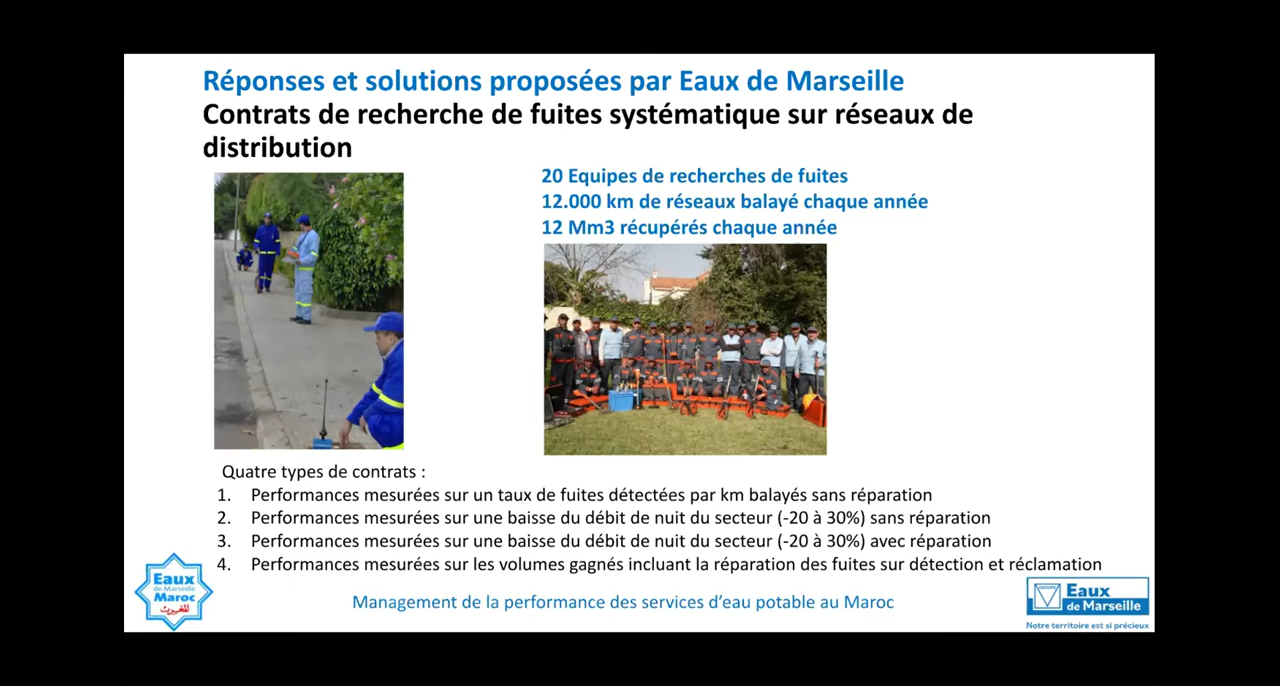 Réponses et solutions proposées par Eaux de Marseille
Contrats de recherche de fuites systématique sur réseaux de
distribution
20 Equipes de recherches de fuites
12.000 km de réseaux balayé chaque année
12 Mm3 récupérés chaque année
Quatre types de contrats :
1. Performances mesurées sur un taux de fuites détectées par km balayés sans réparation
2. Performances mesurées sur une baisse du débit de nuit du secteur (-20 à 30%) sans réparation
3. Performances mesurées sur une baisse du débit de nuit du secteur (-20 à 30%) avec réparation
4. Performances mesurées sur les volumes gagnés incluant la réparation des fuites sur détection et réclamation
Eaux
de Marseille
Maroc
المغرب
Management de la performance des services d'eau potable au Maroc
Eaux
de Marseille
Notre territoire est si précieux